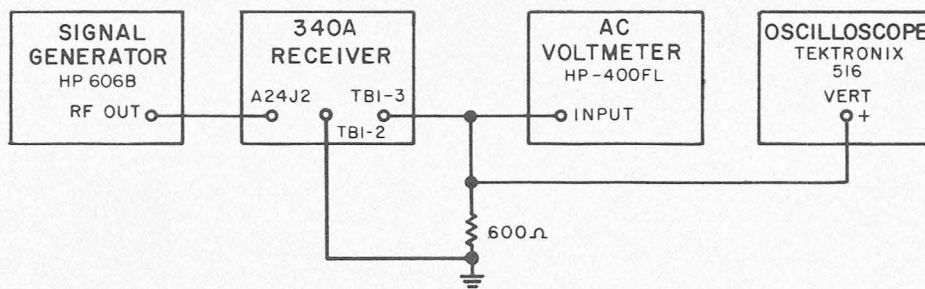 SIGNAL
GENERATOR
HP 606B
RF OUT
340A
RECEIVER
A24J2
TB1-3
TB1-2
AC
VOLTMETER
HP-400FL
INPUT
OSCILLOSCOPE
TEKTRONIX
516
VERT
+
600Ω